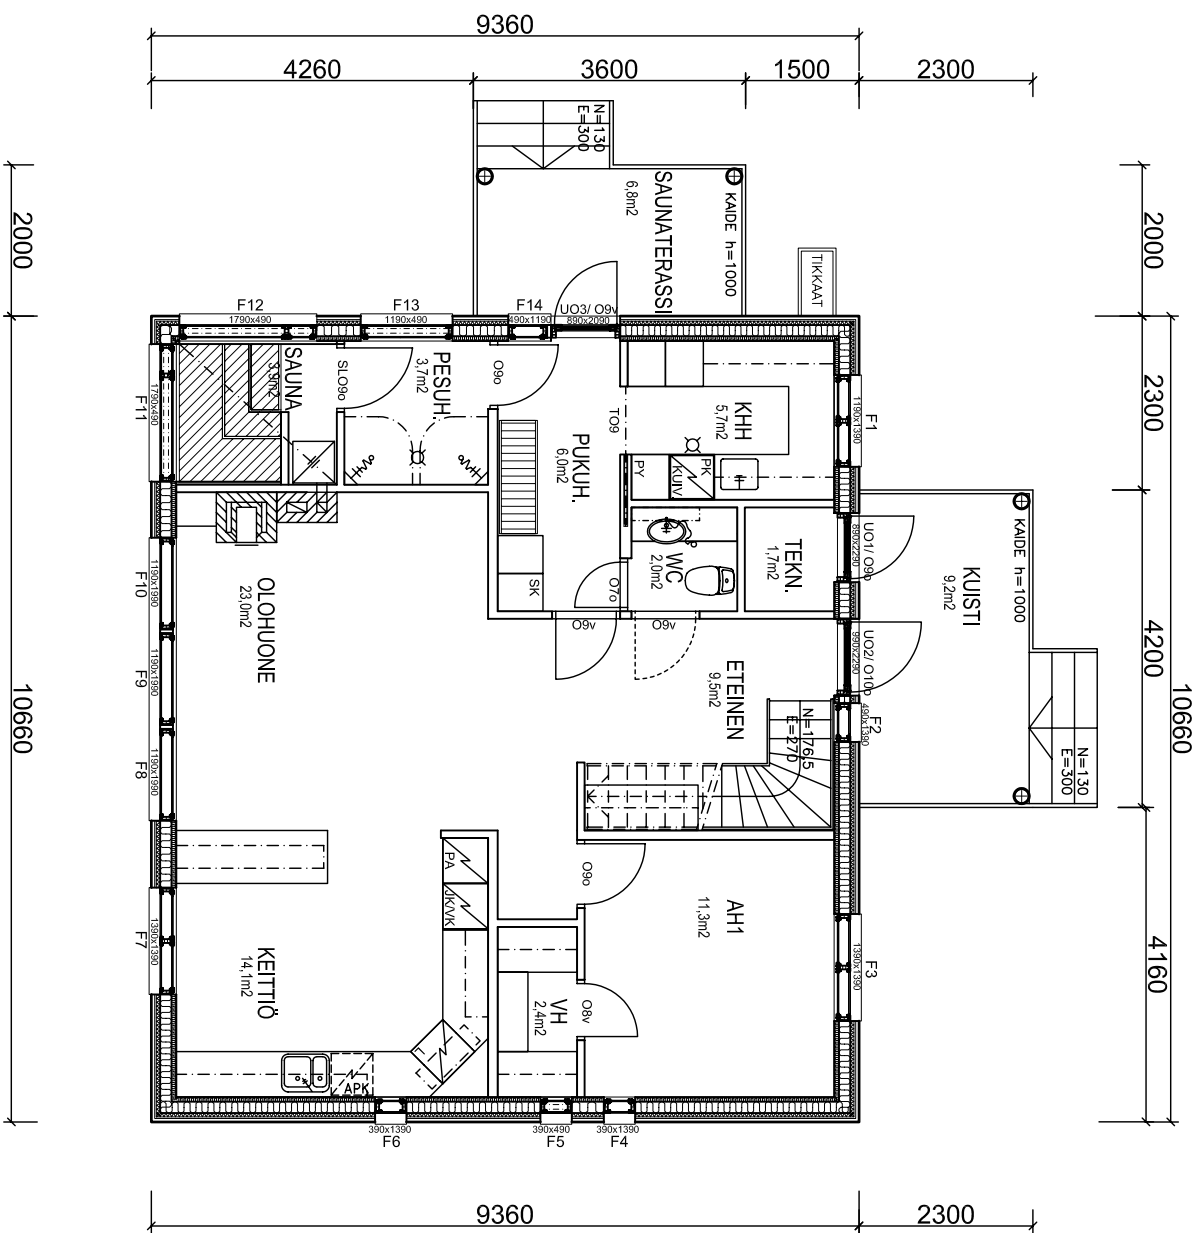 9360
4260
3600
1500
2300
N=130
E=300
SAUNATERASSI
6,8m2
KAIDE h=1000
TIKKAAT
2000
2000
F12
1790x490
F13
1190x490
F14
490x1190
UO3/ O9v
890x2090
SAUNA
3,9m2
SLO9o
PESUH.
3,7m2
O9o
PUKUH.
6,0m2
TO9
KHH
5,7m2
PY
KUIV
PK
F11
1790x490
F1
1190x1390
2300
SK
O7o
WC
2,0m2
TEKN.
1,7m2
UO1/ O9o
890x2290
KUISTI
9,2m2
KAIDE h=1000
O9v
O9v
OLOHUONE
23,0m2
F10
1190x1990
F9
1190x1990
F8
1190x1990
ETEINEN
9,5m2
UO2/ O10o
990x2290
F2
490x1390
N=176,5
E=270
N=130
E=300
4200
10660
10660
PA
JK/VK
O9o
AH1
11,3m2
F3
1390x1390
F7
1390x1390
4160
KEITTIÖ
14,1m2
VH
2,4m2
O8v
APK
390x1390
F6
390x490
F5
390x1390
F4
9360
2300